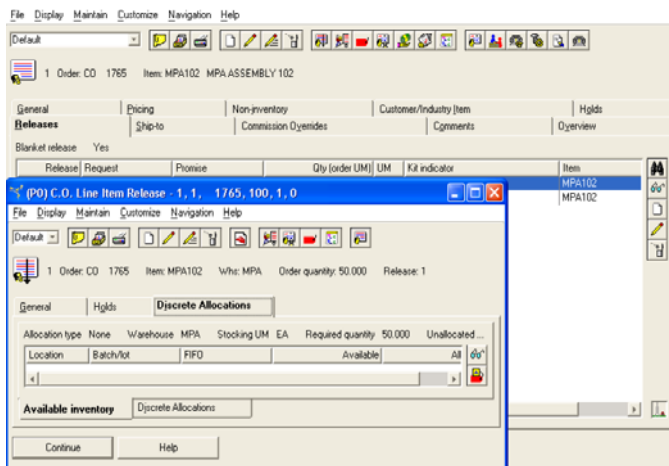 File Display Maintain Customize Navigation Help
Default
1 Order: CO 1765 Item: MPA102 MPA ASSEMBLY 102
General Pricing Non-inventory Customer/Industry Item Holds
Releases Ship-to Commission Overrides Comments Overview
Blanket release Yes
Release Request Promise Qty (order UM) UM Kit indicator Item
MPA102
MPA102
(P0) C.O. Line Item Release - 1, 1, 1765, 100, 1, 0
File Display Maintain Customize Navigation Help
Default
1 Order: CO 1765 Item: MPA102 Whs: MPA Order quantity: 50.000 Release: 1
General Holds Discrete Allocations
Allocation type None Warehouse MPA Stocking UM EA Required quantity 50.000 Unallocated ...
Location Batch/lot FIFO Available All
Available inventory Discrete Allocations
Continue Help